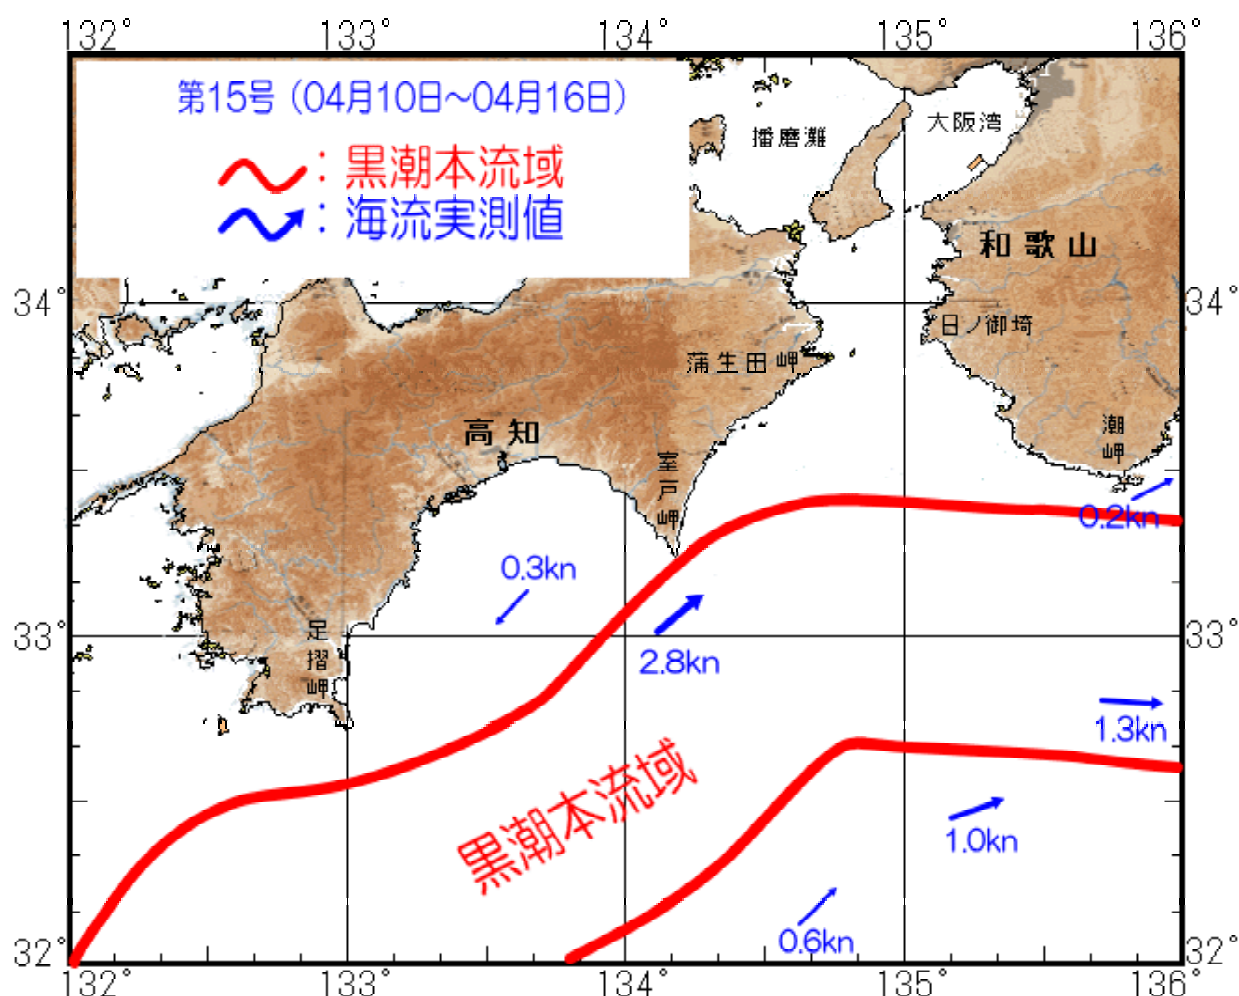 132° 133° 134° 135° 136°
第15号（04月10日～04月16日）
：黒潮本流域
：海流実測値
播磨灘
大阪湾
和歌山
34° 34°
日ノ御埼
蒲生田岬
高知
潮岬
室戸岬
0.2kn
0.3kn
足摺岬
33° 33°
2.8kn
1.3kn
黒潮本流域
1.0kn
0.6kn
32° 32°
132° 133° 134° 135° 136°